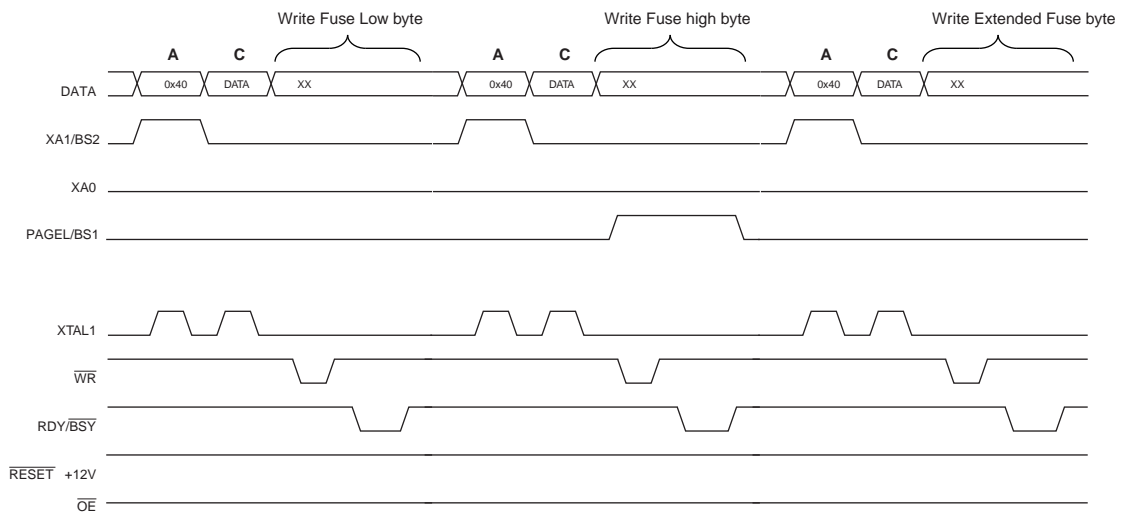 Write Fuse Low byte Write Fuse high byte Write Extended Fuse byte
A C A C A C
DATA 0x40 DATA XX 0x40 DATA XX 0x40 DATA XX
XA1/BS2
XA0
PAGEL/BS1
XTAL1
WR
RDY/BSY
RESET +12V
OE